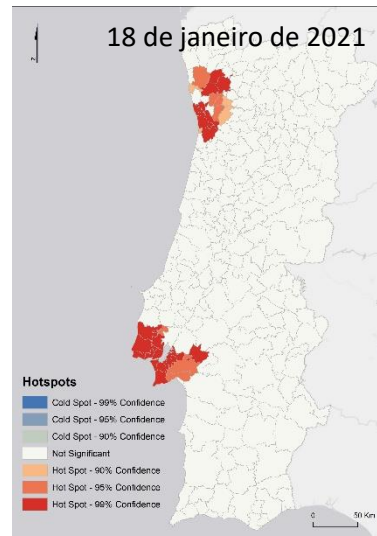 18 de janeiro de 2021
Hotspots
Cold Spot - 99% Confidence
Cold Spot - 95% Confidence
Cold Spot - 90% Confidence
Not Significant
Hot Spot - 90% Confidence
Hot Spot - 95% Confidence
Hot Spot - 99% Confidence
0 50 Km